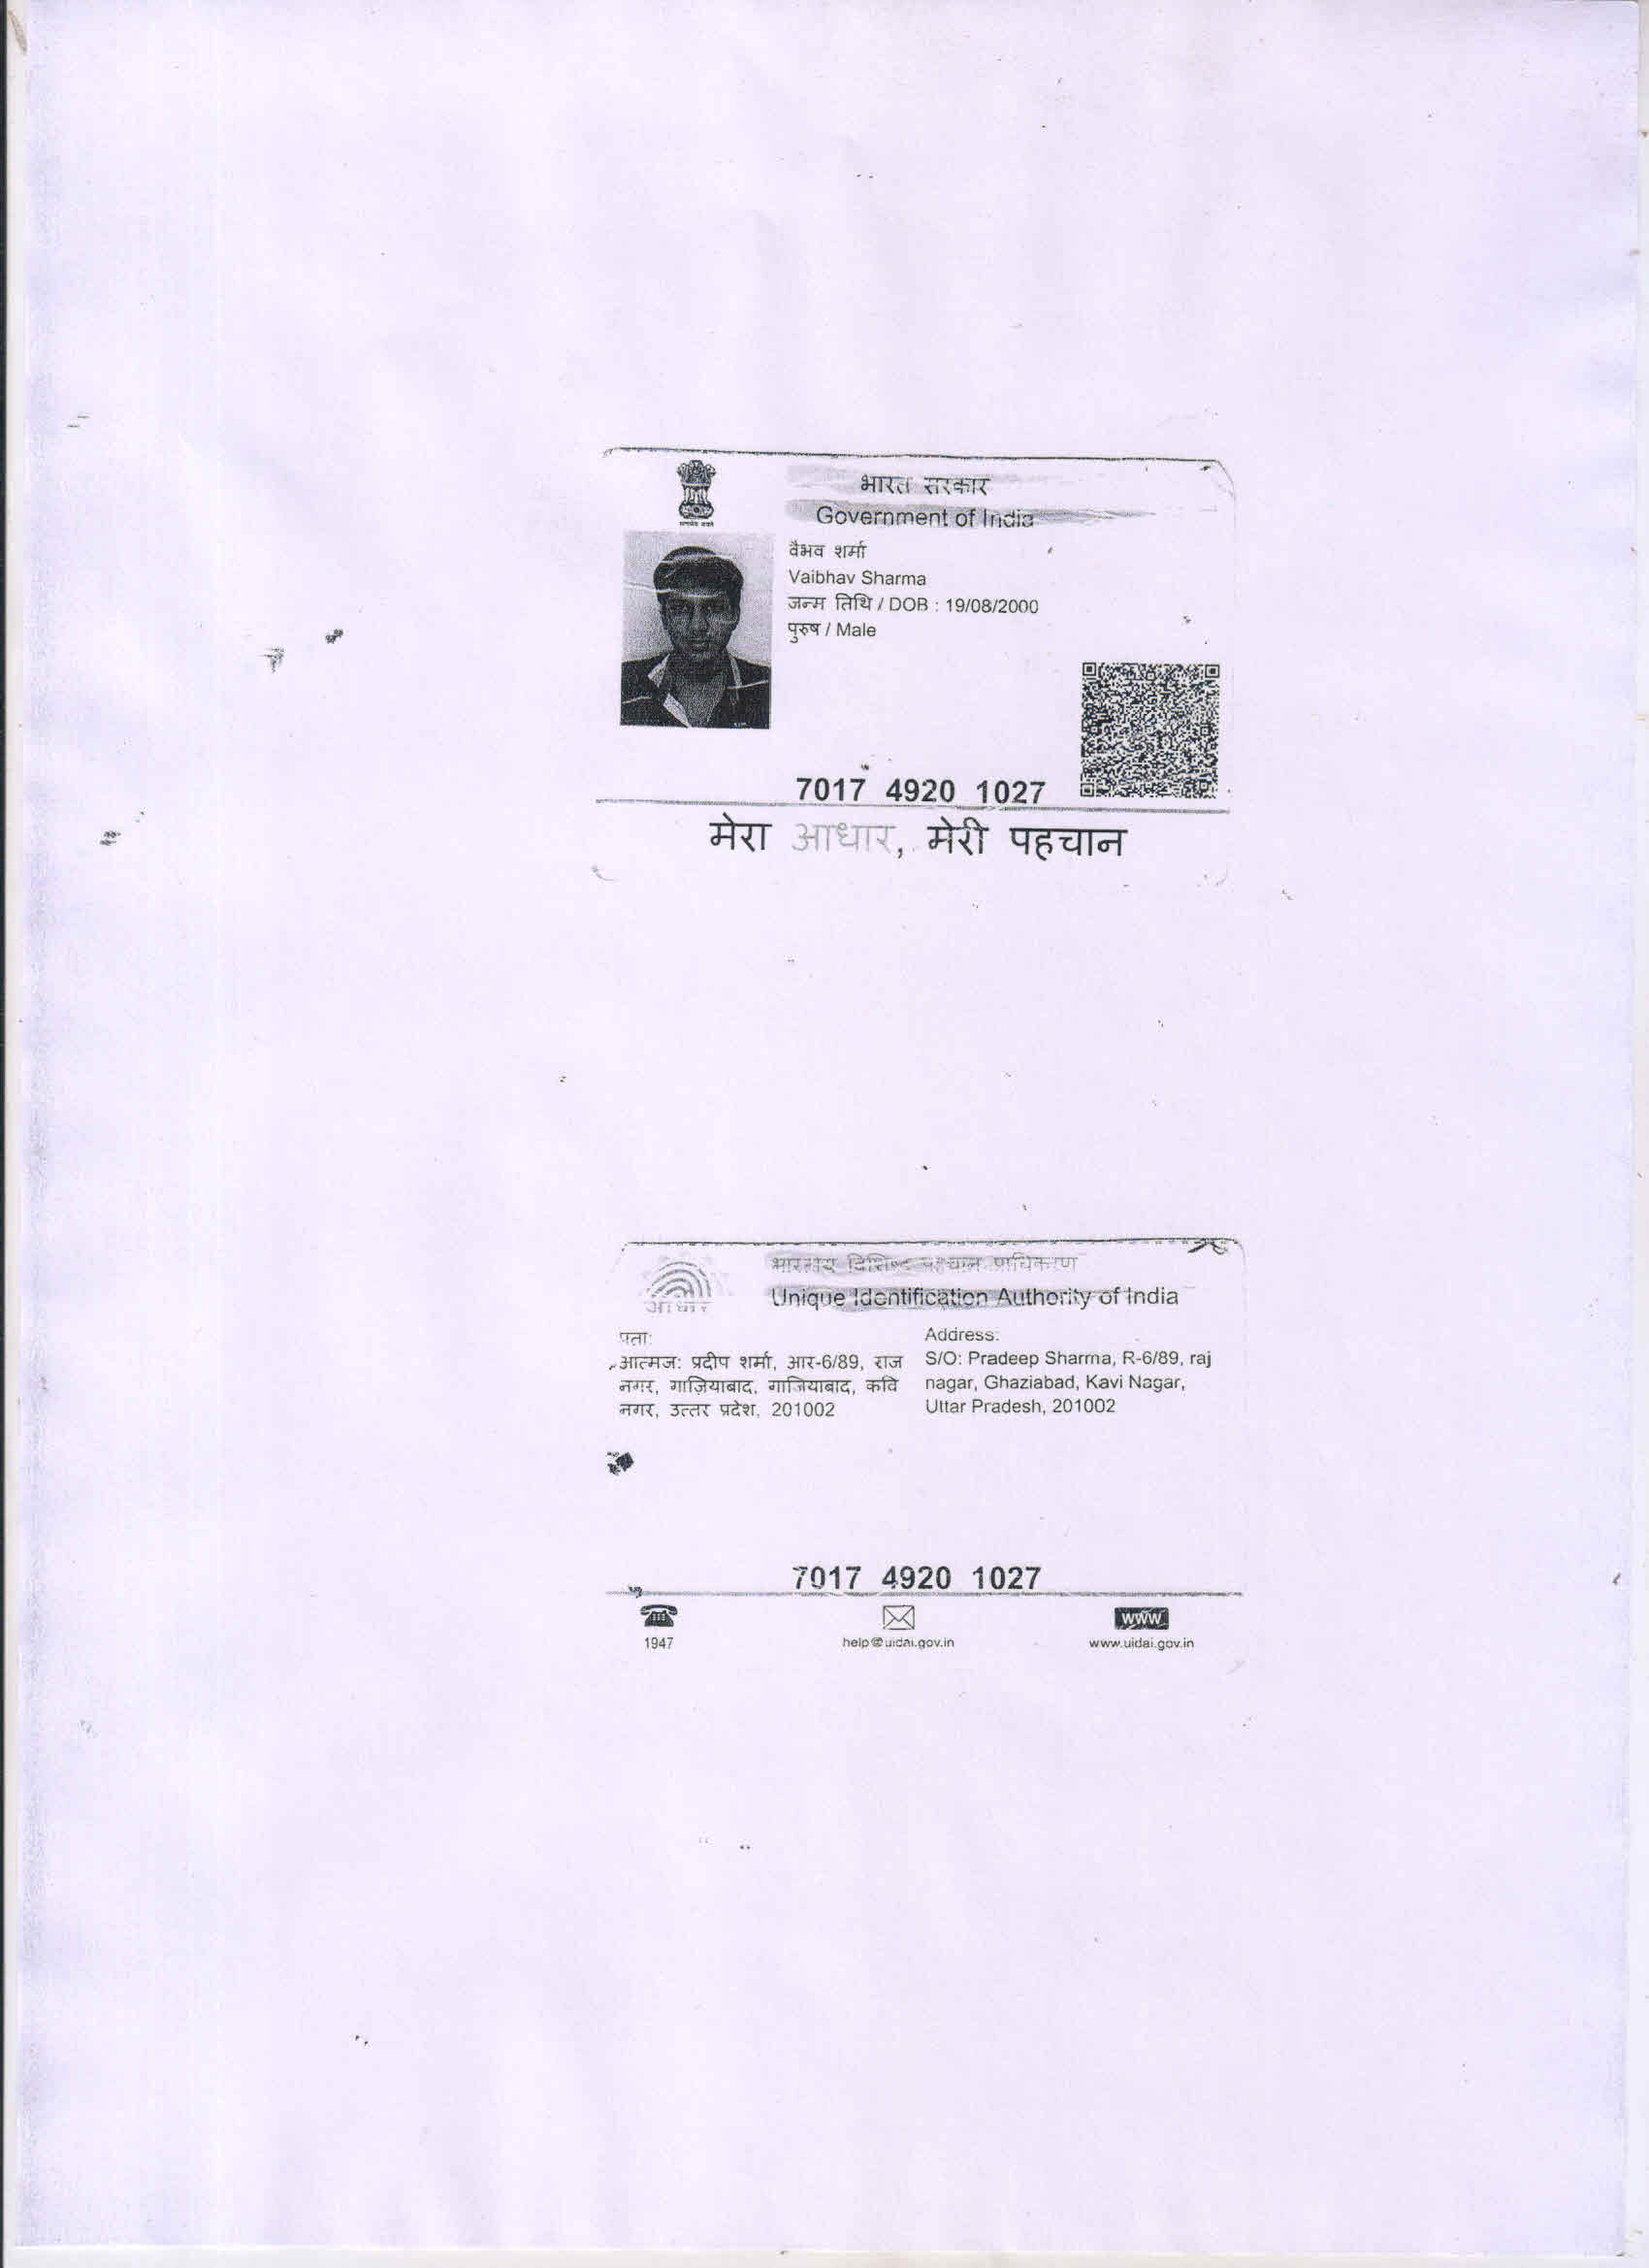 भारत सरकार
Government of India
वैभव शर्मा
Vaibhav Sharma
जन्म तिथि / DOB : 19/08/2000
पुरुष / Male
7017 4920 1027
मेरा आधार, मेरी पहचान
भारतीय विशिष्ट पहचान प्राधिकरण
Unique Identification Authority of India
आधार
पता:
आत्मज: प्रदीप शर्मा, आर-6/89, राज
नगर, गाज़ियाबाद, गाजियाबाद, कवि
नगर, उत्तर प्रदेश, 201002
Address:
S/O: Pradeep Sharma, R-6/89, raj
nagar, Ghaziabad, Kavi Nagar,
Uttar Pradesh, 201002
7017 4920 1027
1947
help@uidai.gov.in
WWW
www.uidai.gov.in